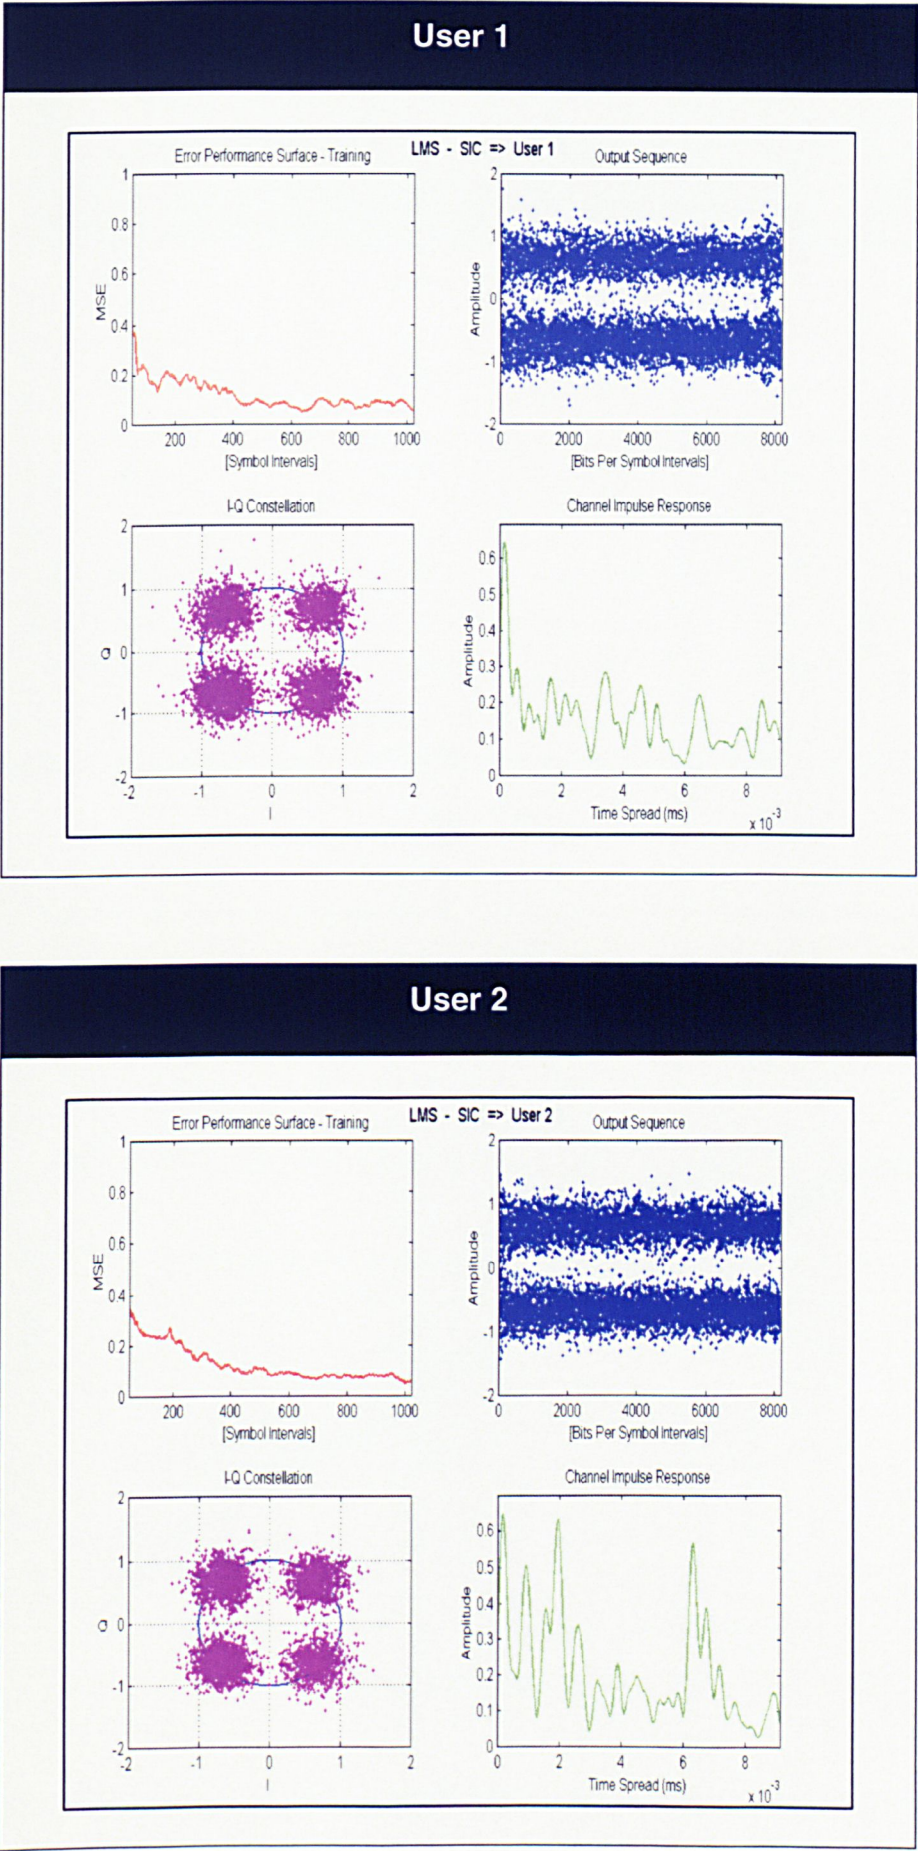 User 1
LMS - SIC => User 1
Error Performance Surface - Training
1
0.8
0.6
0.4
0.2
0
MSE
200 400 600 800 1000
[Symbol Intervals]
Output Sequence
2
1
0
-1
-2
Amplitude
0 2000 4000 6000 8000
[Bits Per Symbol Intervals]
I-Q Constellation
2
1
0
-1
-2
Q
-2 -1 0 1 2
I
Channel Impulse Response
0.6
0.5
0.4
0.3
0.2
0.1
0
Amplitude
0 2 4 6 8
Time Spread (ms)
x 10-3
User 2
LMS - SIC => User 2
Error Performance Surface - Training
1
0.8
0.6
0.4
0.2
0
MSE
200 400 600 800 1000
[Symbol Intervals]
Output Sequence
2
1
0
-1
-2
Amplitude
0 2000 4000 6000 8000
[Bits Per Symbol Intervals]
I-Q Constellation
2
1
0
-1
-2
Q
-2 -1 0 1 2
I
Channel Impulse Response
0.6
0.5
0.4
0.3
0.2
0.1
0
Amplitude
0 2 4 6 8
Time Spread (ms)
x 10-3